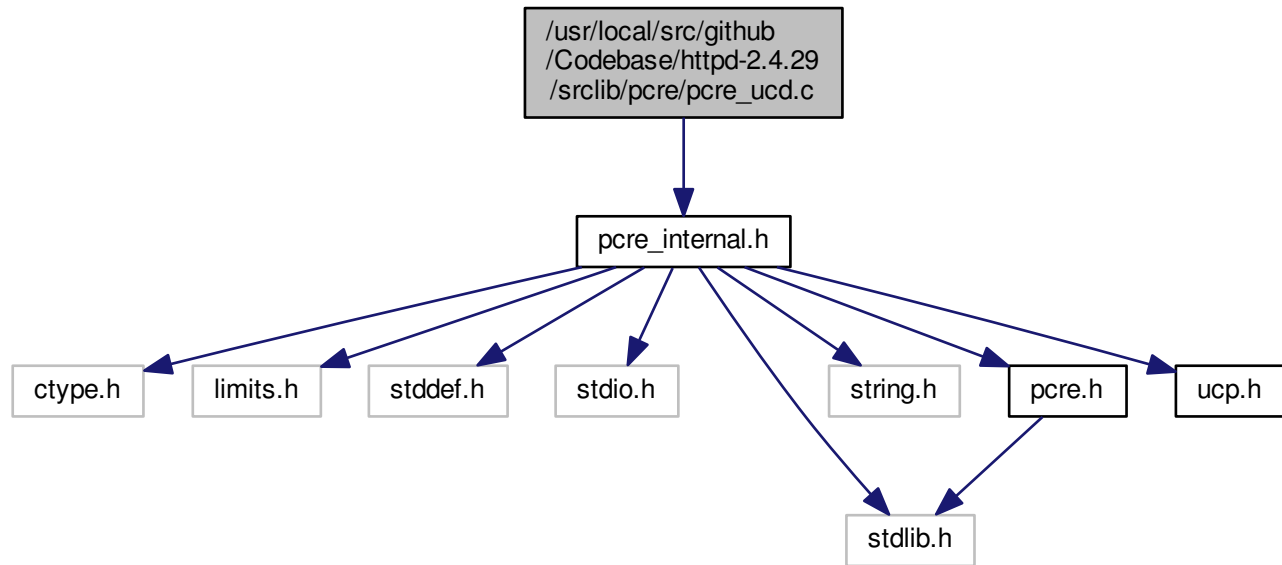 /usr/local/src/github
/Codebase/httpd-2.4.29
/srclib/pcre/pcre_ucd.c
pcre_internal.h
ctype.h
limits.h
stddef.h
stdio.h
string.h
pcre.h
ucp.h
stdlib.h